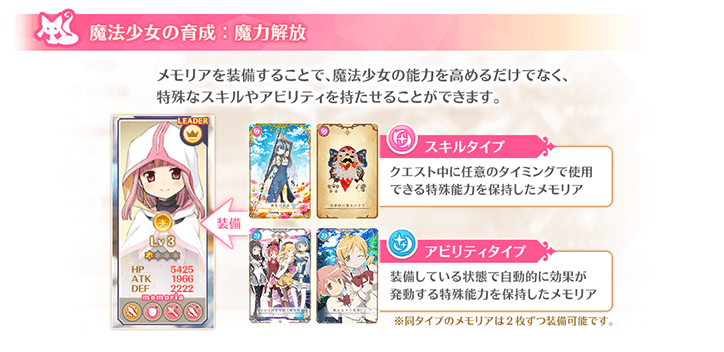 魔法少女の育成：魔力解放
メモリアを装備することで、魔法少女の能力を高めるだけでなく、
特殊なスキルやアビリティを持たせることができます。
LEADER
Lv 3
HP 5425
ATK 1966
DEF 2222
memoria
装備
スキルタイプ
クエスト中に任意のタイミングで使用
できる特殊能力を保持したメモリア
アビリティタイプ
装備している状態で自動的に効果が
発動する特殊能力を保持したメモリア
※同タイプのメモリアは２枚ずつ装備可能です。